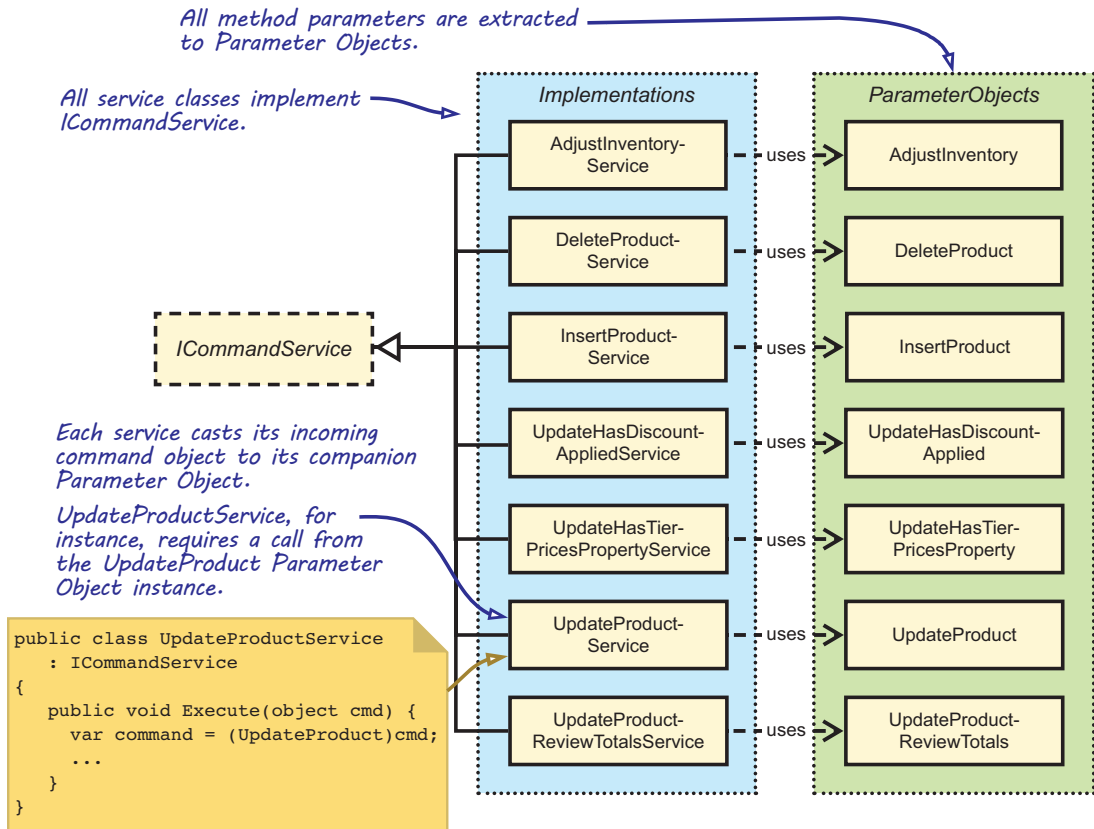 All method parameters are extracted
to Parameter Objects.
All service classes implement
ICommandService.
Implementations
ParameterObjects
AdjustInventory-
Service
uses
AdjustInventory
DeleteProduct-
Service
uses
DeleteProduct
ICommandService
InsertProduct-
Service
uses
InsertProduct
Each service casts its incoming
command object to its companion
Parameter Object.
UpdateHasDiscount-
AppliedService
uses
UpdateHasDiscount-
Applied
UpdateProductService, for
instance, requires a call from
the UpdateProduct Parameter
Object instance.
UpdateHasTier-
PricesPropertyService
uses
UpdateHasTier-
PricesProperty
UpdateProduct-
Service
uses
UpdateProduct
public class UpdateProductService
: ICommandService
{
public void Execute(object cmd) {
var command = (UpdateProduct)cmd;
...
}
}
UpdateProduct-
ReviewTotalsService
uses
UpdateProduct-
ReviewTotals